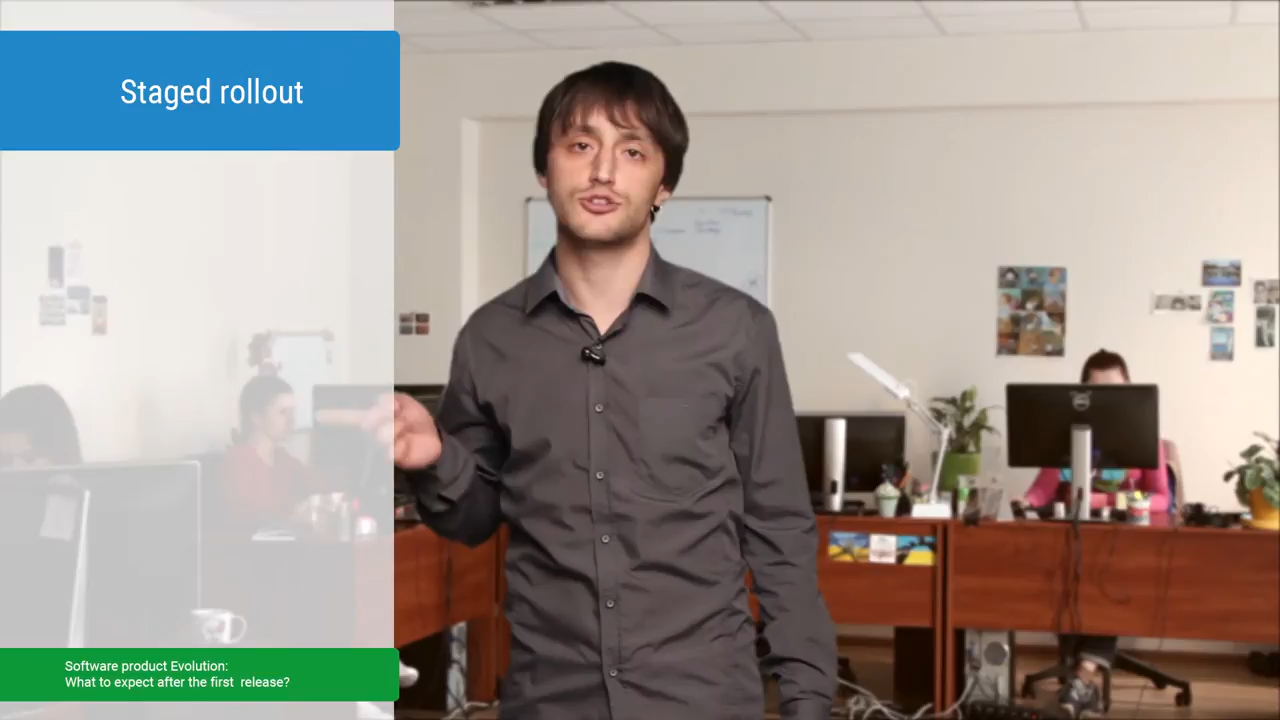 Staged rollout
Software product Evolution:
What to expect after the first release?